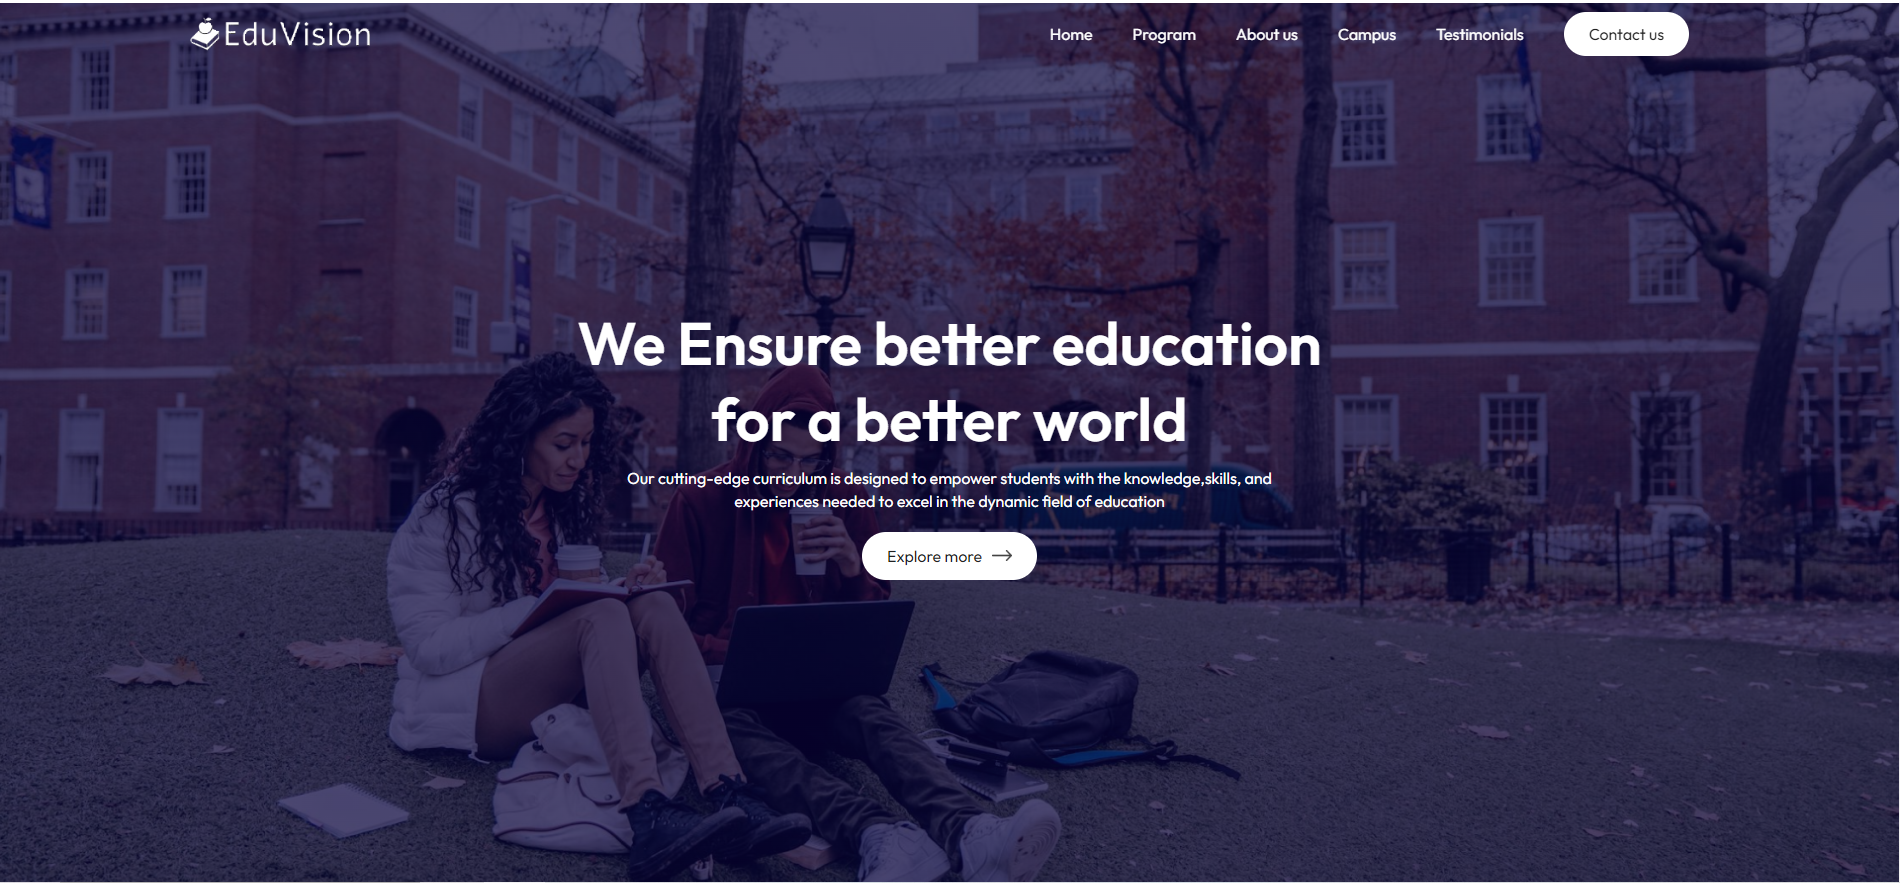 EduVision
Home Program About us Campus Testimonials Contact us
We Ensure better education
for a better world
Our cutting-edge curriculum is designed to empower students with the knowledge,skills, and
experiences needed to excel in the dynamic field of education
Explore more